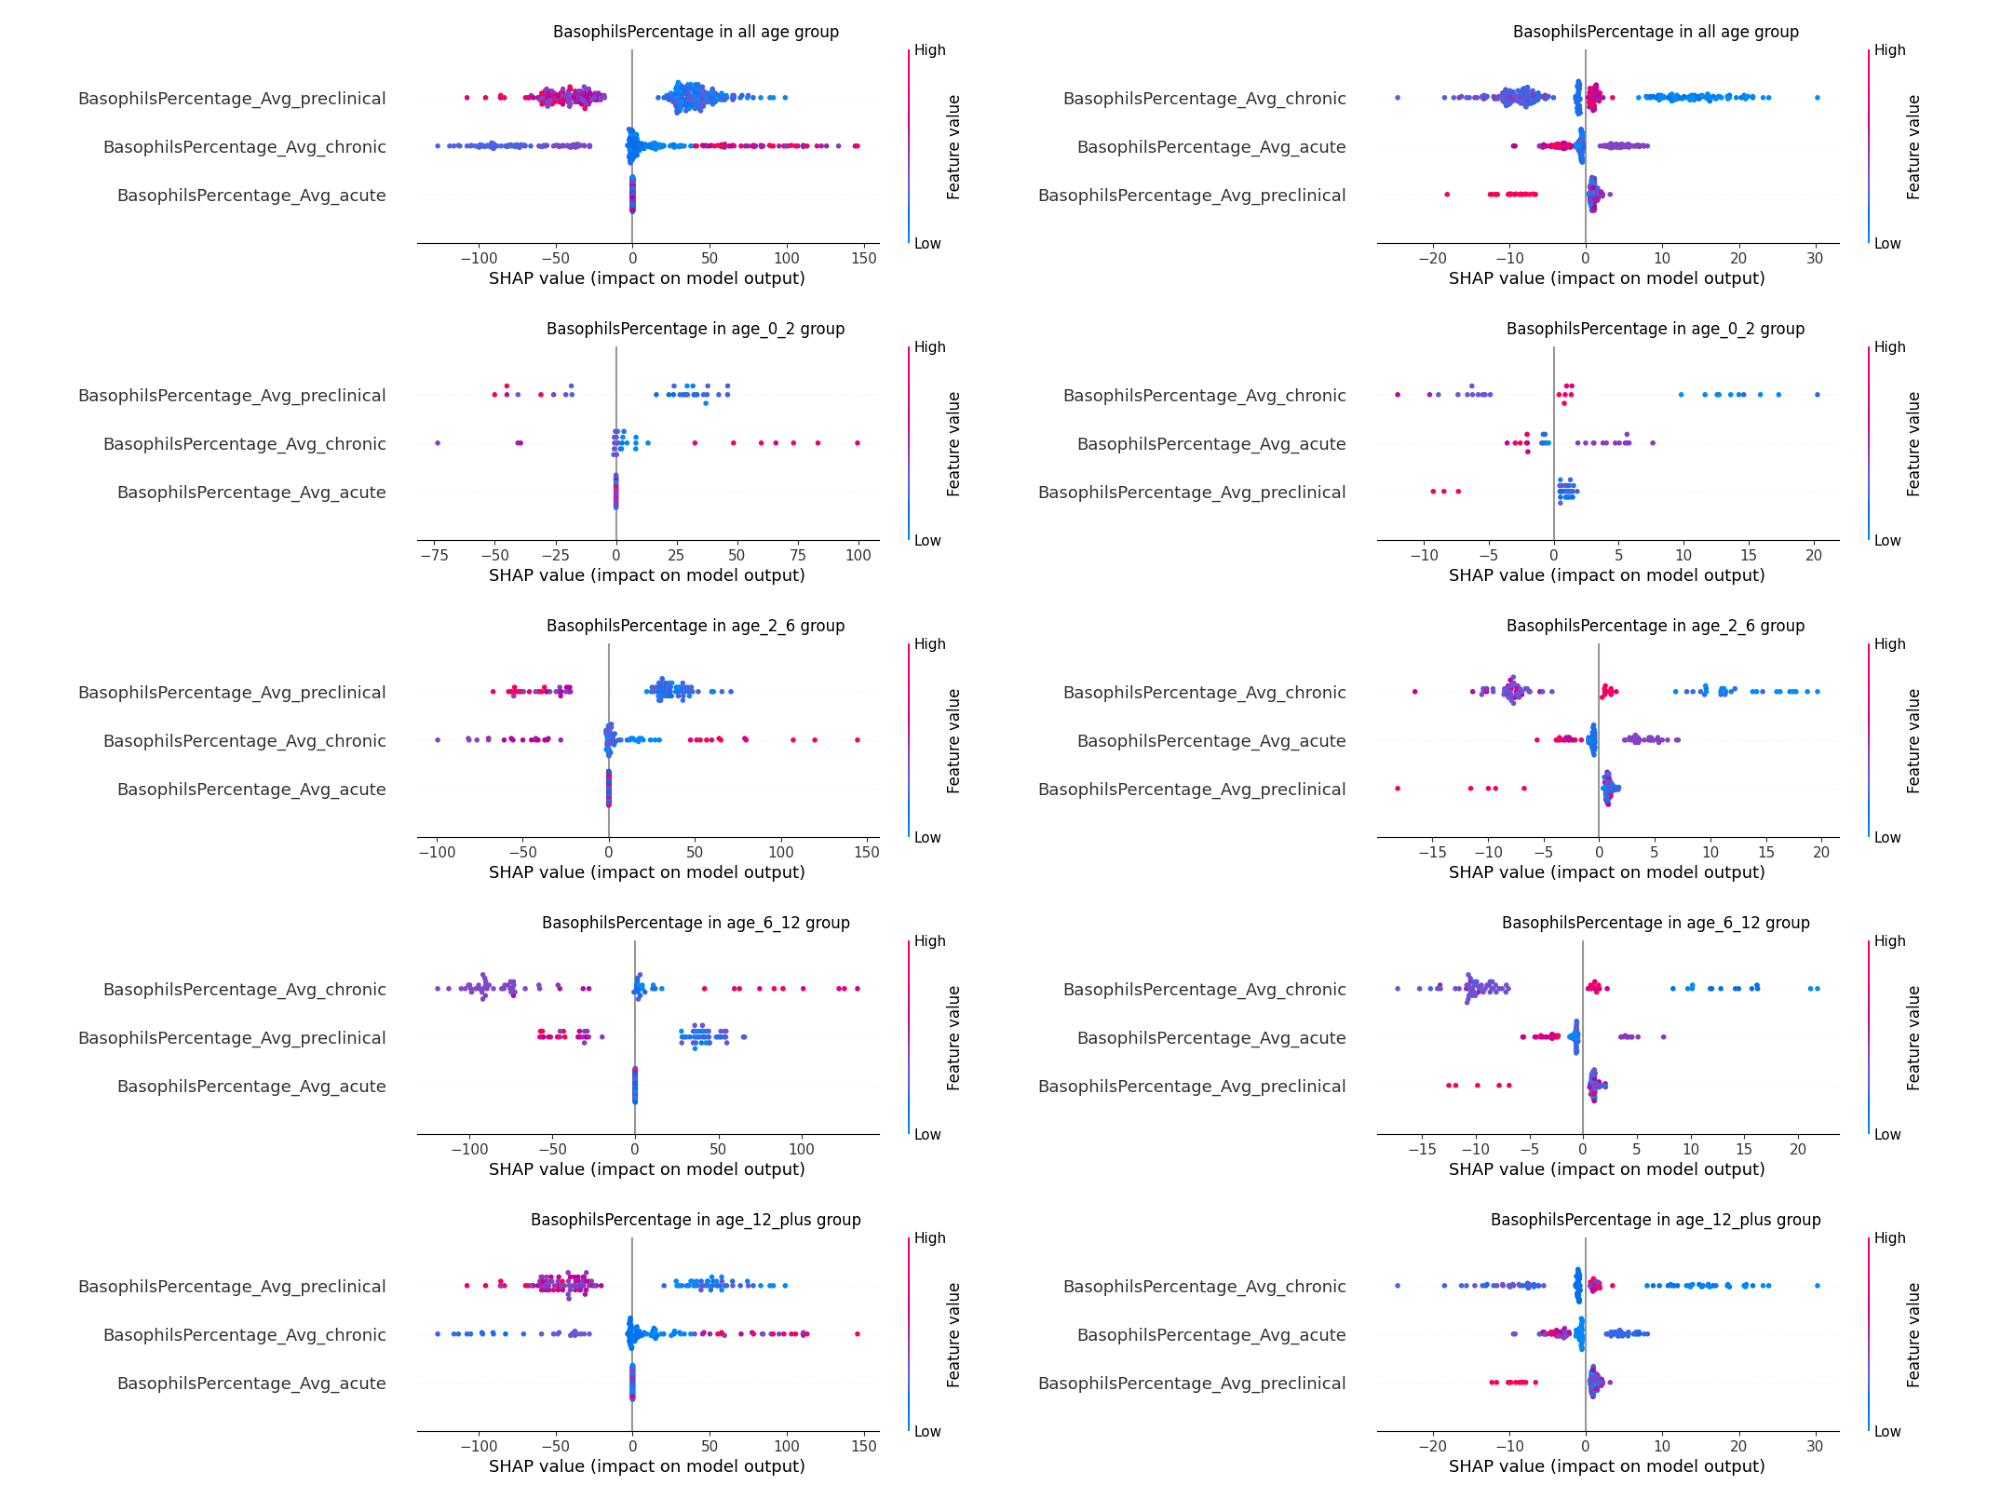 BasophilsPercentage in all age group
High
BasophilsPercentage_Avg_preclinical
BasophilsPercentage_Avg_chronic
BasophilsPercentage_Avg_acute
Feature value
Low
−100 −50 0 50 100 150
SHAP value (impact on model output)
BasophilsPercentage in all age group
High
BasophilsPercentage_Avg_chronic
BasophilsPercentage_Avg_acute
BasophilsPercentage_Avg_preclinical
Feature value
Low
−20 −10 0 10 20 30
SHAP value (impact on model output)
BasophilsPercentage in age_0_2 group
High
BasophilsPercentage_Avg_preclinical
BasophilsPercentage_Avg_chronic
BasophilsPercentage_Avg_acute
Feature value
Low
−75 −50 −25 0 25 50 75 100
SHAP value (impact on model output)
BasophilsPercentage in age_0_2 group
High
BasophilsPercentage_Avg_chronic
BasophilsPercentage_Avg_acute
BasophilsPercentage_Avg_preclinical
Feature value
Low
−10 −5 0 5 10 15 20
SHAP value (impact on model output)
BasophilsPercentage in age_2_6 group
High
BasophilsPercentage_Avg_preclinical
BasophilsPercentage_Avg_chronic
BasophilsPercentage_Avg_acute
Feature value
Low
−100 −50 0 50 100 150
SHAP value (impact on model output)
BasophilsPercentage in age_2_6 group
High
BasophilsPercentage_Avg_chronic
BasophilsPercentage_Avg_acute
BasophilsPercentage_Avg_preclinical
Feature value
Low
−15 −10 −5 0 5 10 15 20
SHAP value (impact on model output)
BasophilsPercentage in age_6_12 group
High
BasophilsPercentage_Avg_chronic
BasophilsPercentage_Avg_preclinical
BasophilsPercentage_Avg_acute
Feature value
Low
−100 −50 0 50 100
SHAP value (impact on model output)
BasophilsPercentage in age_6_12 group
High
BasophilsPercentage_Avg_chronic
BasophilsPercentage_Avg_acute
BasophilsPercentage_Avg_preclinical
Feature value
Low
−15 −10 −5 0 5 10 15 20
SHAP value (impact on model output)
BasophilsPercentage in age_12_plus group
High
BasophilsPercentage_Avg_preclinical
BasophilsPercentage_Avg_chronic
BasophilsPercentage_Avg_acute
Feature value
Low
−100 −50 0 50 100 150
SHAP value (impact on model output)
BasophilsPercentage in age_12_plus group
High
BasophilsPercentage_Avg_chronic
BasophilsPercentage_Avg_acute
BasophilsPercentage_Avg_preclinical
Feature value
Low
−20 −10 0 10 20 30
SHAP value (impact on model output)